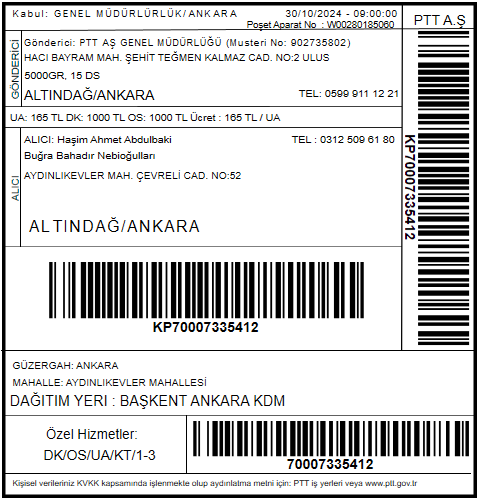 Kabul: GENEL MÜDÜRLÜRLÜK/ANKARA
30/10/2024 - 09:00:00
Poşet Aparat No : W00280185060
PTT A.Ş
GÖNDERİCİ
Gönderici: PTT AŞ GENEL MÜDÜRLÜĞÜ (Musteri No: 902735802)
HACI BAYRAM MAH. ŞEHİT TEĞMEN KALMAZ CAD. NO:2 ULUS
5000GR, 15 DS
ALTINDAĞ/ANKARA
TEL: 0599 911 12 21
UA: 165 TL DK: 1000 TL OS: 1000 TL Ücret : 165 TL / UA
ALICI
ALICI: Haşim Ahmet Abdulbaki
TEL : 0312 509 61 80
Buğra Bahadır Nebioğulları
AYDINLIKEVLER MAH. ÇEVRELİ CAD. NO:52
ALTINDAĞ/ANKARA
KP70007335412
KP70007335412
GÜZERGAH: ANKARA
MAHALLE: AYDINLIKEVLER MAHALLESİ
DAĞITIM YERİ : BAŞKENT ANKARA KDM
Özel Hizmetler:
DK/OS/UA/KT/1-3
70007335412
Kişisel verileriniz KVKK kapsamında işlenmekte olup aydınlatma metni için: PTT iş yerleri veya www.ptt.gov.tr